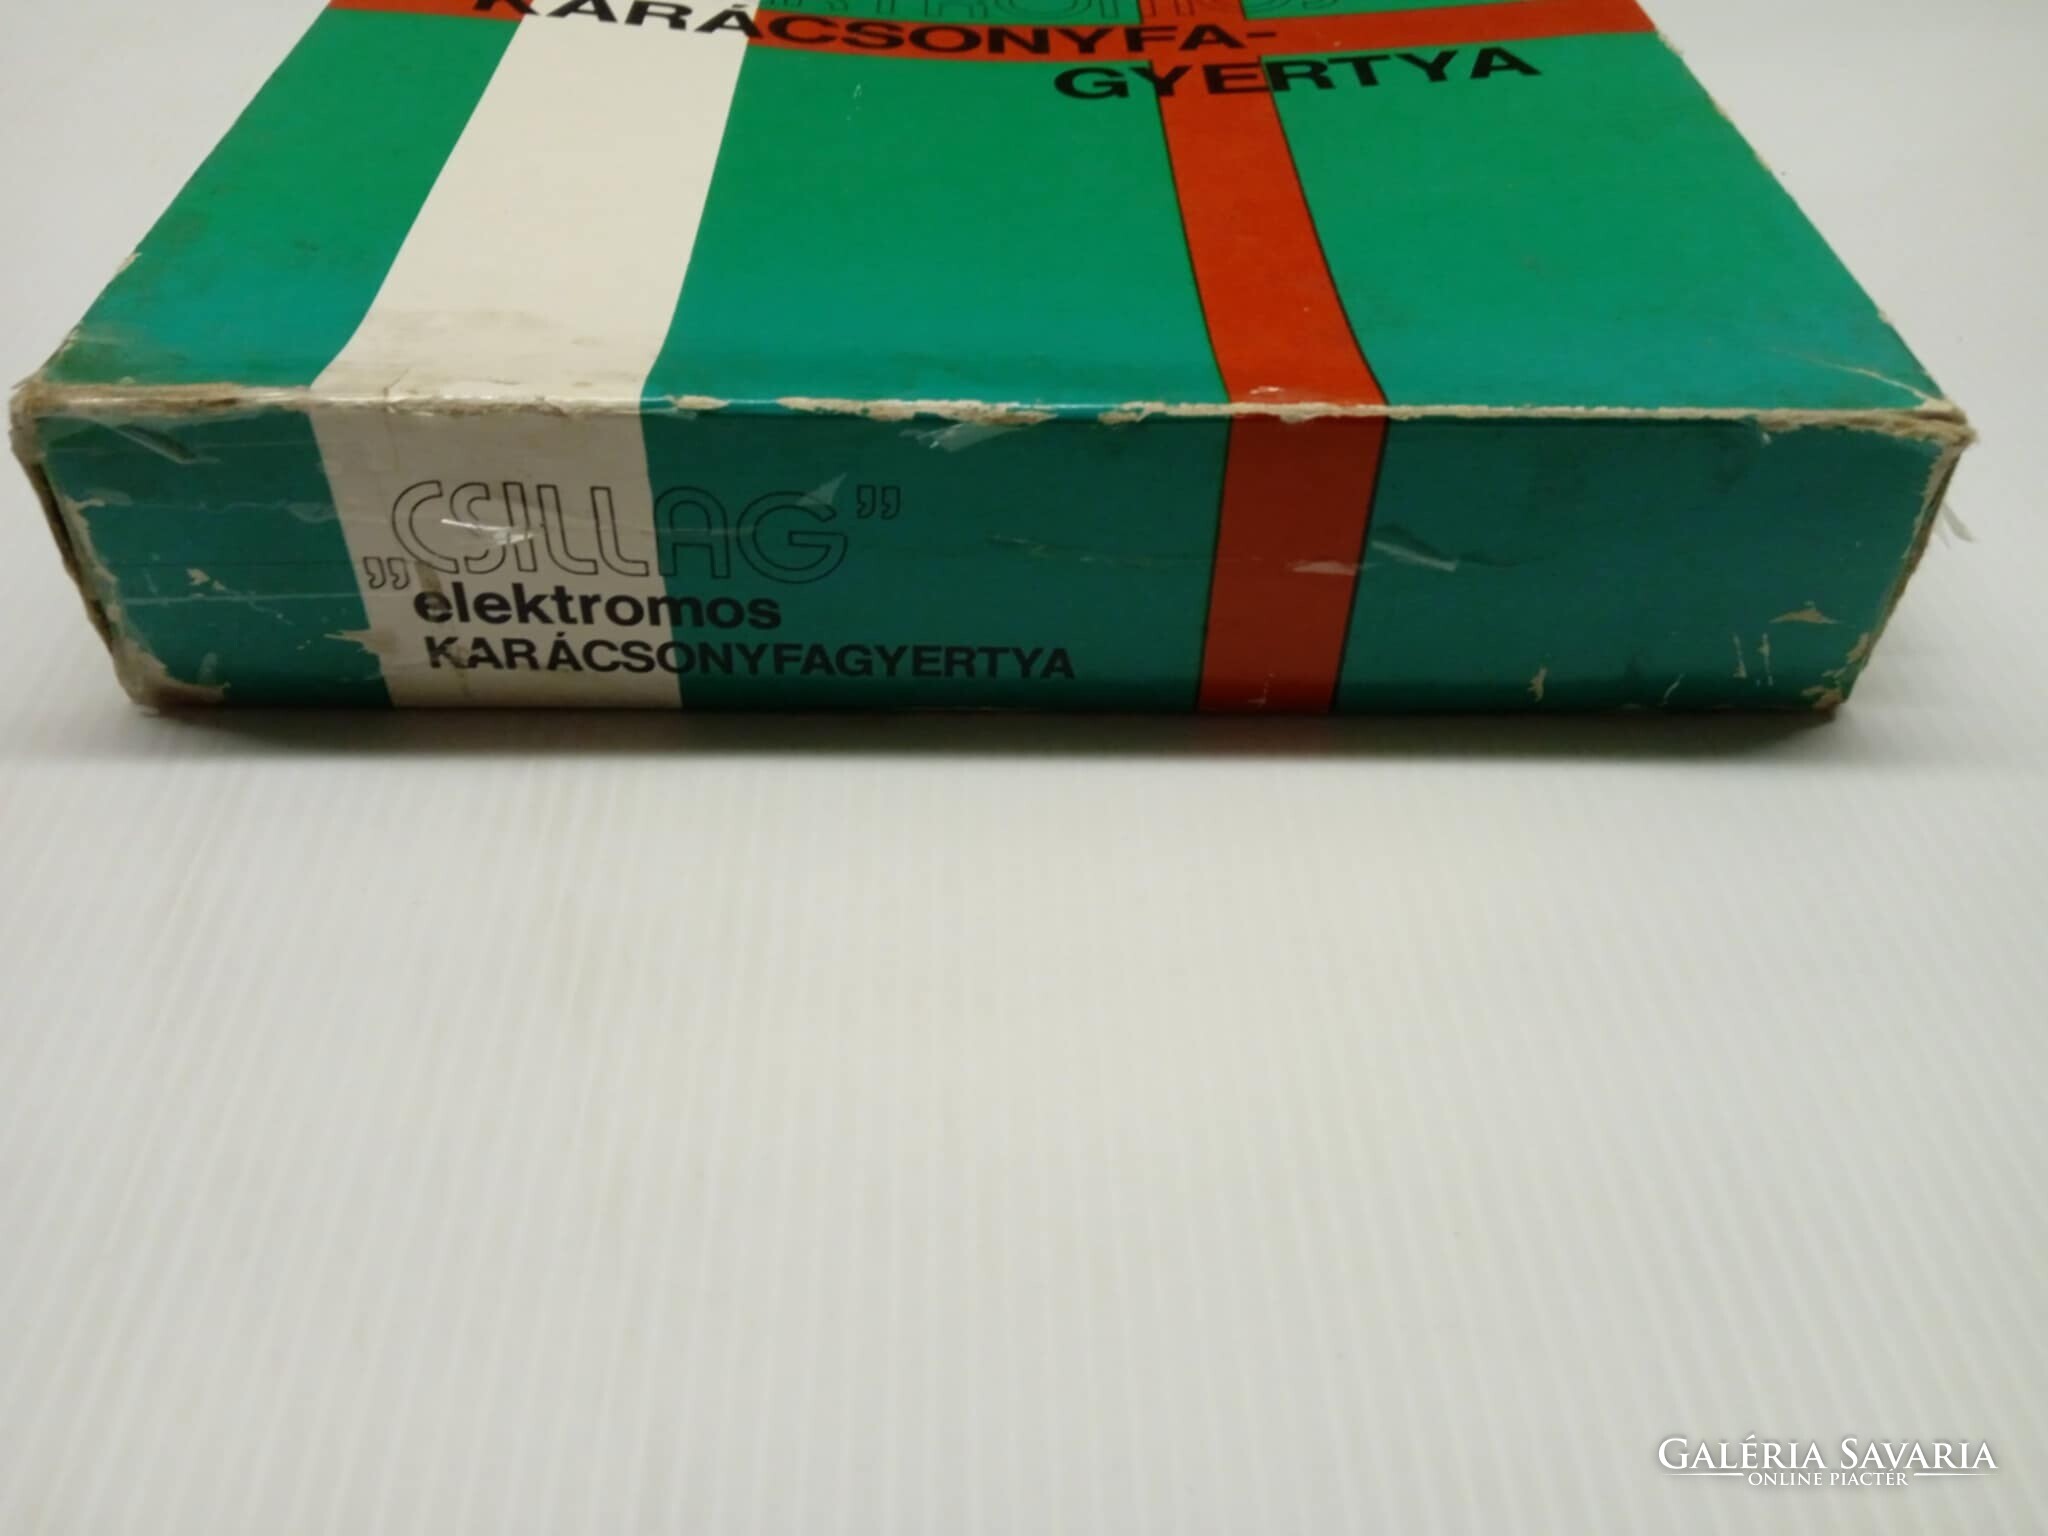 KARÁCSONYFA-
GYERTYA
„CSILLAG”
elektromos
KARÁCSONYFAGYERTYA
GALÉRIA SAVARIA
ONLINE PIACTÉR